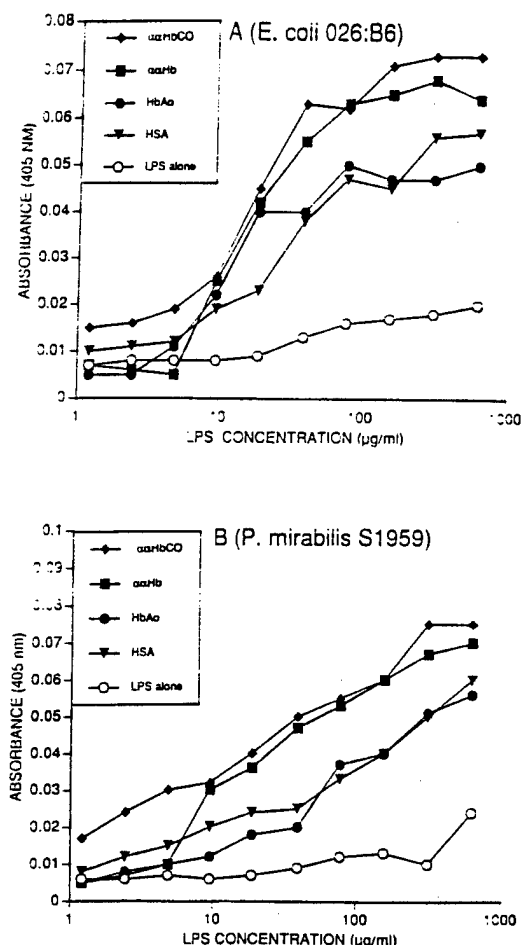 A (E. coli 026:B6)
ααHbCO
ααHb
HbAo
HSA
LPS alone
ABSORBANCE (405 NM)
0.07
0.06
0.05
0.04
0.03
0.02
0.01
1
100
1000
LPS CONCENTRATION (µg/ml)
B (P. mirabilis S1959)
0.1
ααHbCO
ααHb
HbAo
HSA
LPS alone
ABSORBANCE (405 nm)
0.07
0.06
0.05
0.04
0.03
0.02
0.01
0
1
10
100
1000
LPS CONCENTRATION (µg/ml)